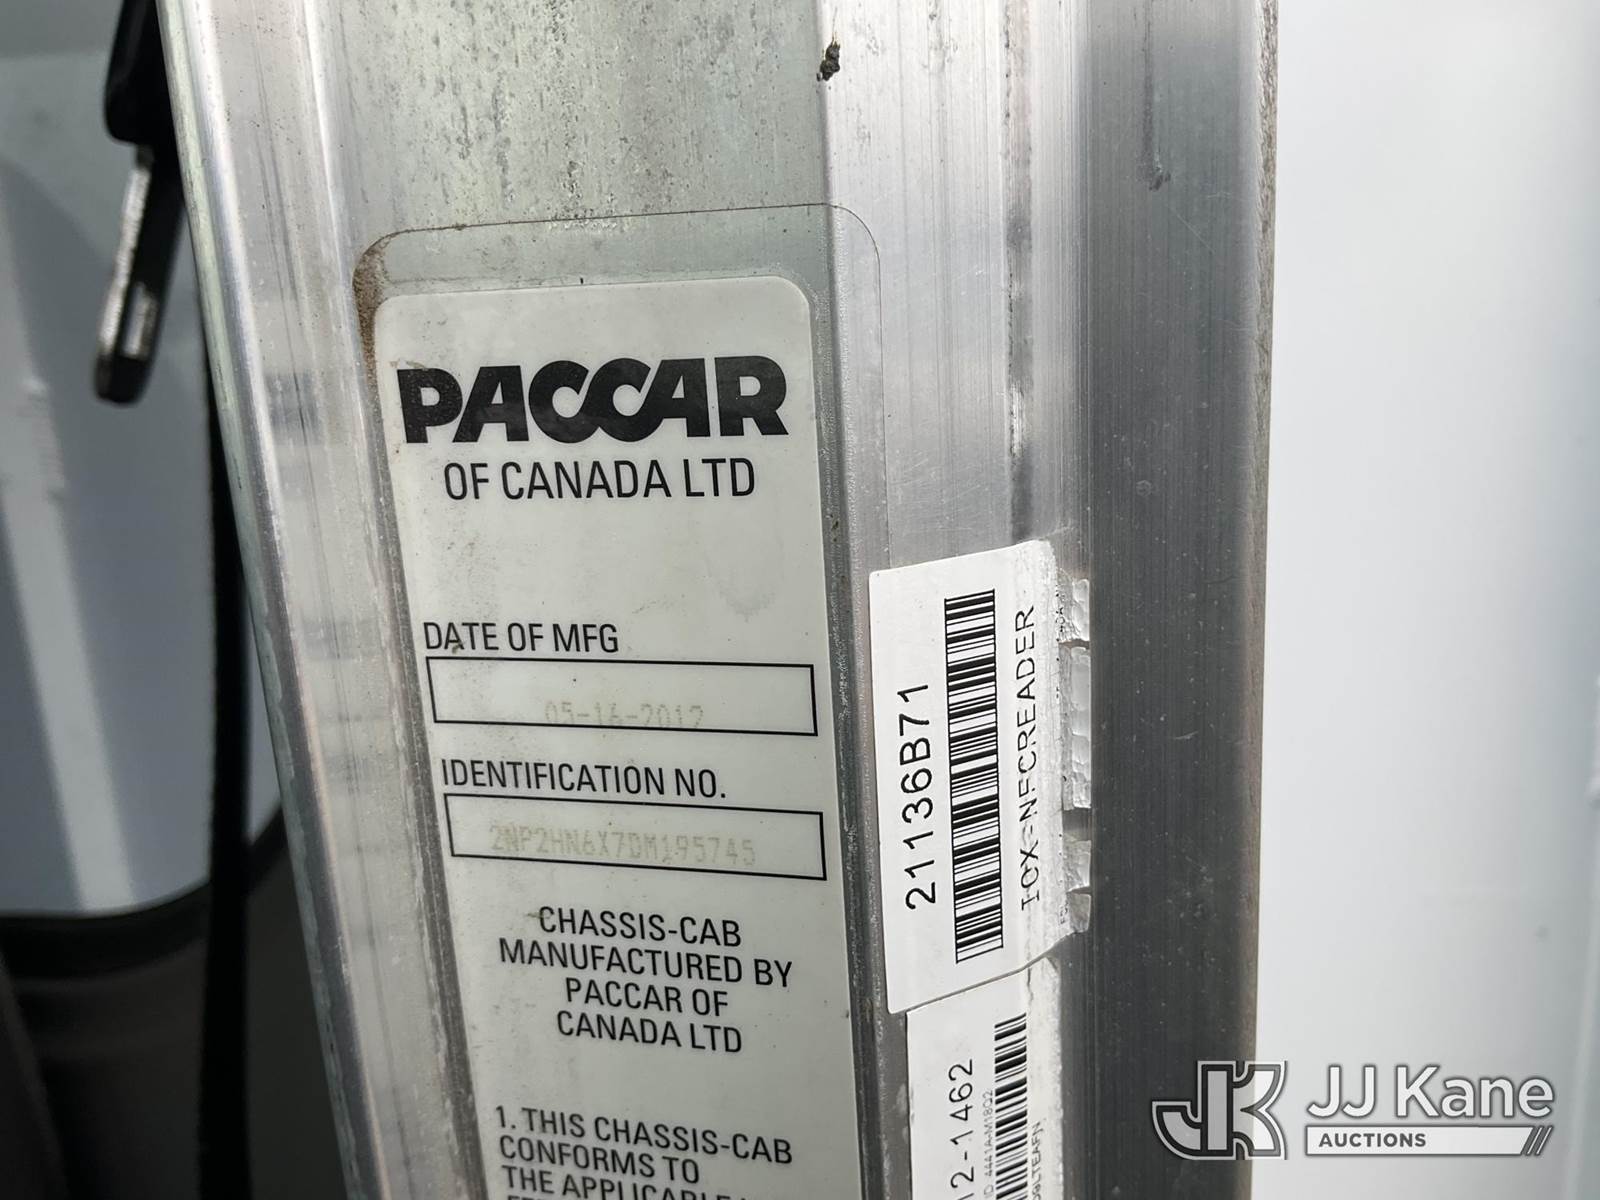 PACCAR
OF CANADA LTD
DATE OF MFG
05-16-2012
IDENTIFICATION NO.
2NP2HN6X7DM195745
CHASSIS-CAB
MANUFACTURED BY
PACCAR OF
CANADA LTD
1. THIS CHASSIS-CAB
CONFORMS TO
THE APPLICABLE
21136B71
IOX-NFCREADER
12-1462
JJ Kane
AUCTIONS